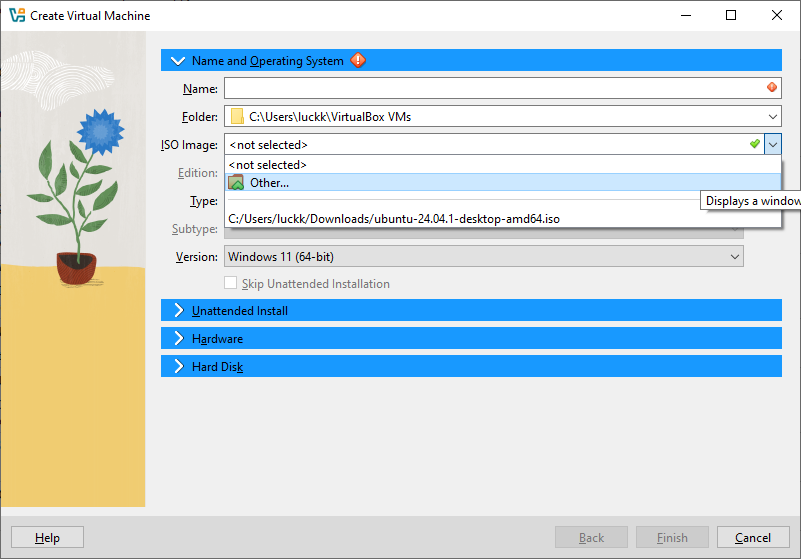 Create Virtual Machine
Name and Operating System
Name:
Folder: C:\Users\luckk\VirtualBox VMs
ISO Image: <not selected>
<not selected>
Edition: Other...
Type:
Displays a window
C:/Users/luckk/Downloads/ubuntu-24.04.1-desktop-amd64.iso
Subtype:
Version: Windows 11 (64-bit)
Skip Unattended Installation
Unattended Install
Hardware
Hard Disk
Help Back Finish Cancel